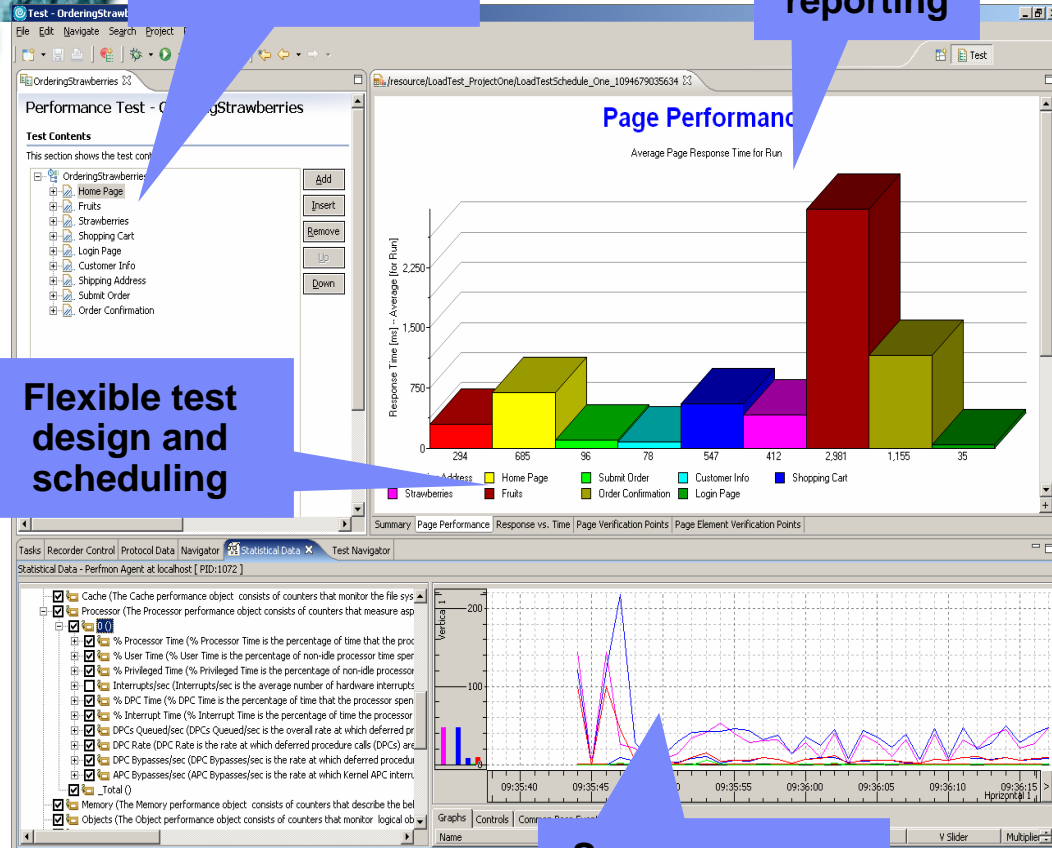 Test - OrderingStrawb
reporting
File Edit Navigate Search Project
Test
OrderingStrawberries
/resource/LoadTest_ProjectOne/LoadTestSchedule_One_1094679035634
Performance Test - O gStrawberries
Test Contents
This section shows the test cont
OrderingStrawberries
Home Page
Fruits
Strawberries
Shopping Cart
Login Page
Customer Info
Shipping Address
Submit Order
Order Confirmation
Add
Insert
Remove
Up
Down
Page Performanc
Average Page Response Time for Run
Response Time [ms] -- Average [for Run]
2,250
1,500
750
0
294 685 96 78 547 412 2,981 1,155 35
Address Home Page Submit Order Customer Info Shopping Cart
Strawberries Fruits Order Confirmation Login Page
Flexible test
design and
scheduling
Summary Page Performance Response vs. Time Page Verification Points Page Element Verification Points
Tasks Recorder Control Protocol Data Navigator Statistical Data Test Navigator
Statistical Data - Perfmon Agent at localhost [ PID:1072 ]
Cache (The Cache performance object consists of counters that monitor the file sys
Processor (The Processor performance object consists of counters that measure asp
0 ()
% Processor Time (% Processor Time is the percentage of time that the proc
% User Time (% User Time is the percentage of non-idle processor time sper
% Privileged Time (% Privileged Time is the percentage of non-idle processor
Interrupts/sec (Interrupts/sec is the average number of hardware interrupts
% DPC Time (% DPC Time is the percentage of time that the processor spen
% Interrupt Time (% Interrupt Time is the percentage of time the processor
DPCs Queued/sec (DPCs Queued/sec is the overall rate at which deferred pr
DPC Rate (DPC Rate is the rate at which deferred procedure calls (DPCs) are
DPC Bypasses/sec (DPC Bypasses/sec is the rate at which deferred procedu
APC Bypasses/sec (APC Bypasses/sec is the rate at which Kernel APC interru
_Total ()
Memory (The Memory performance object consists of counters that describe the bel
Objects (The Object performance object consists of counters that monitor logical ob
Vertical 1
200
100
0
09:35:40 09:35:45 09:35:50 09:35:55 09:36:00 09:36:05 09:36:10 09:36:15
Horizontal 1
Graphs Controls Common Base Event
Name V Slider Multiplier